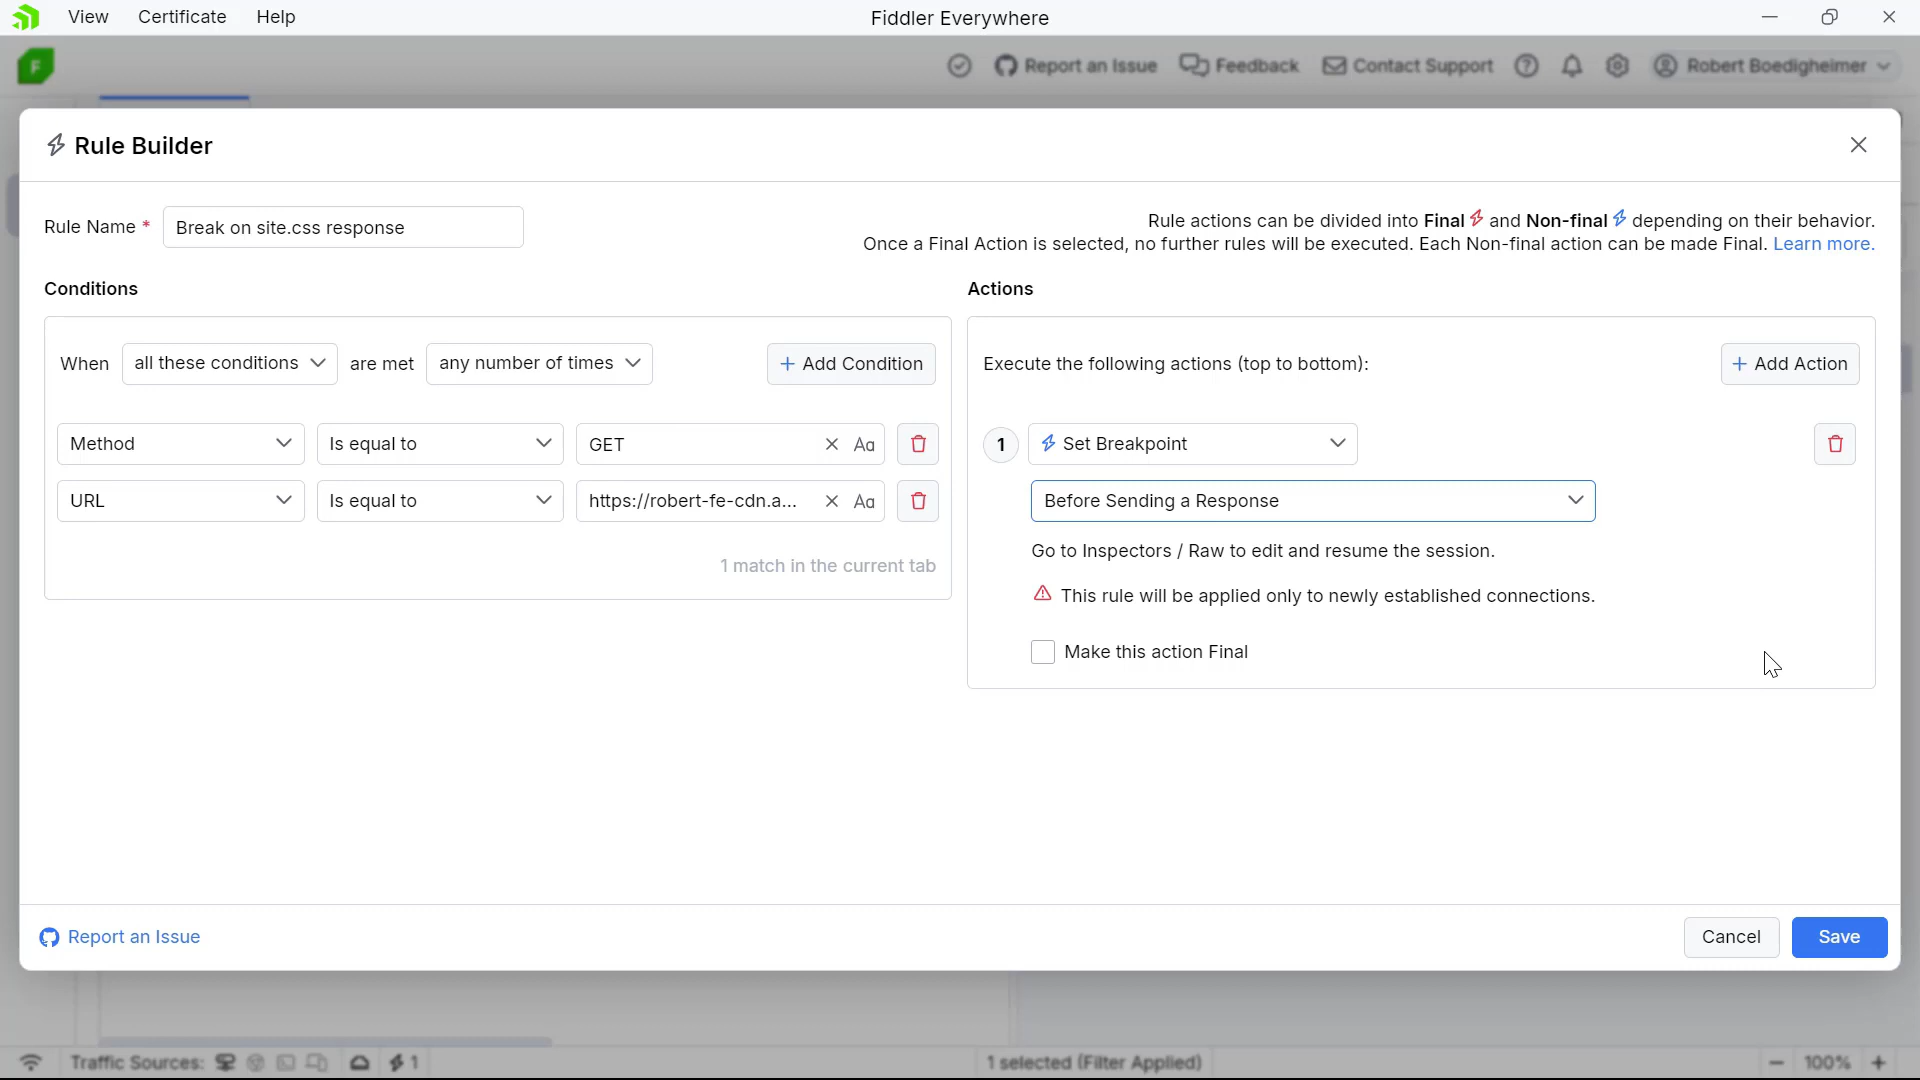 View Certificate Help
Fiddler Everywhere
F
Report an Issue Feedback Contact Support Robert Boedigheimer
Rule Builder
Rule Name * Break on site.css response
Rule actions can be divided into Final and Non-final depending on their behavior.
Once a Final Action is selected, no further rules will be executed. Each Non-final action can be made Final. Learn more.
Conditions
Actions
When all these conditions are met any number of times + Add Condition
Execute the following actions (top to bottom): + Add Action
Method Is equal to GET Aa
1 Set Breakpoint
URL Is equal to https://robert-fe-cdn.a... Aa
Before Sending a Response
Go to Inspectors / Raw to edit and resume the session.
1 match in the current tab
This rule will be applied only to newly established connections.
Make this action Final
Report an Issue
Cancel Save
Traffic Sources: 1
1 selected (Filter Applied)
100%